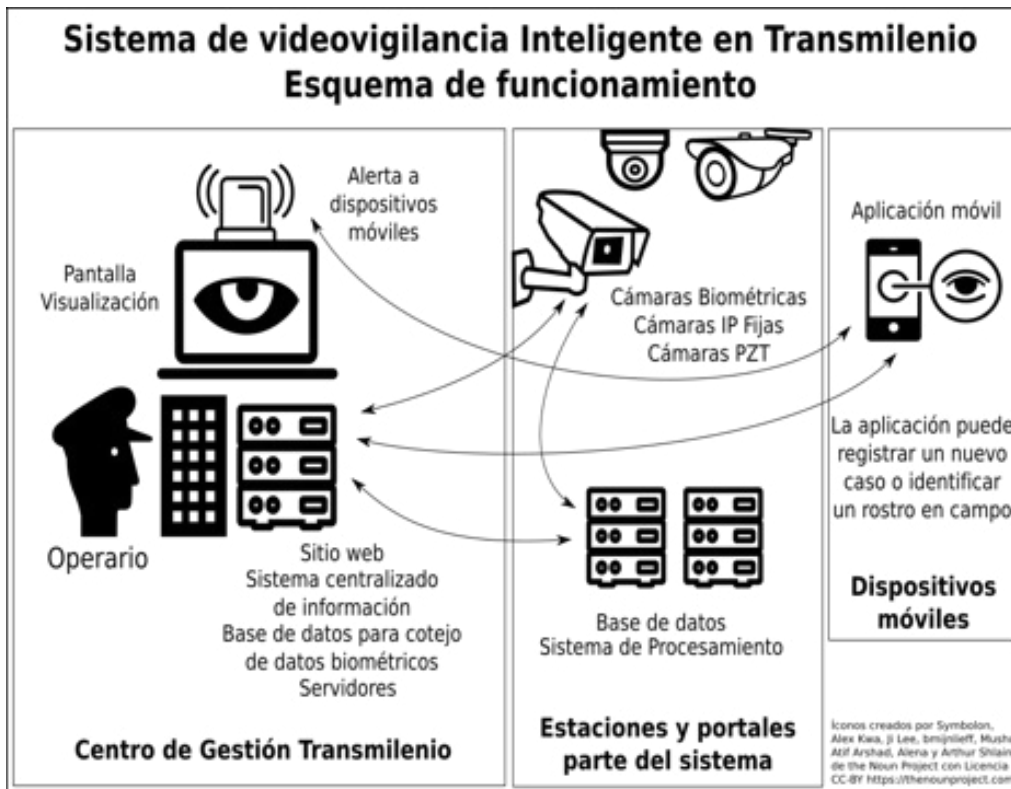 Sistema de videovigilancia Inteligente en Transmilenio
Esquema de funcionamiento
Alerta a
dispositivos
móviles
Pantalla
Visualización
Operario
Sitio web
Sistema centralizado
de información
Base de datos para cotejo
de datos biométricos
Servidores
Centro de Gestión Transmilenio
Cámaras Biométricas
Cámaras IP Fijas
Cámaras PZT
Base de datos
Sistema de Procesamiento
Estaciones y portales
parte del sistema
Aplicación móvil
La aplicación puede
registrar un nuevo
caso o identificar
un rostro en campo
Dispositivos
móviles
Íconos creados por Symbolon,
Alex Kwa, Ji Lee, bmijnlieff, Mushu
Atif Arshad, Alena y Arthur Shlain
de the Noun Project con Licencia
CC-BY https://thenounproject.com